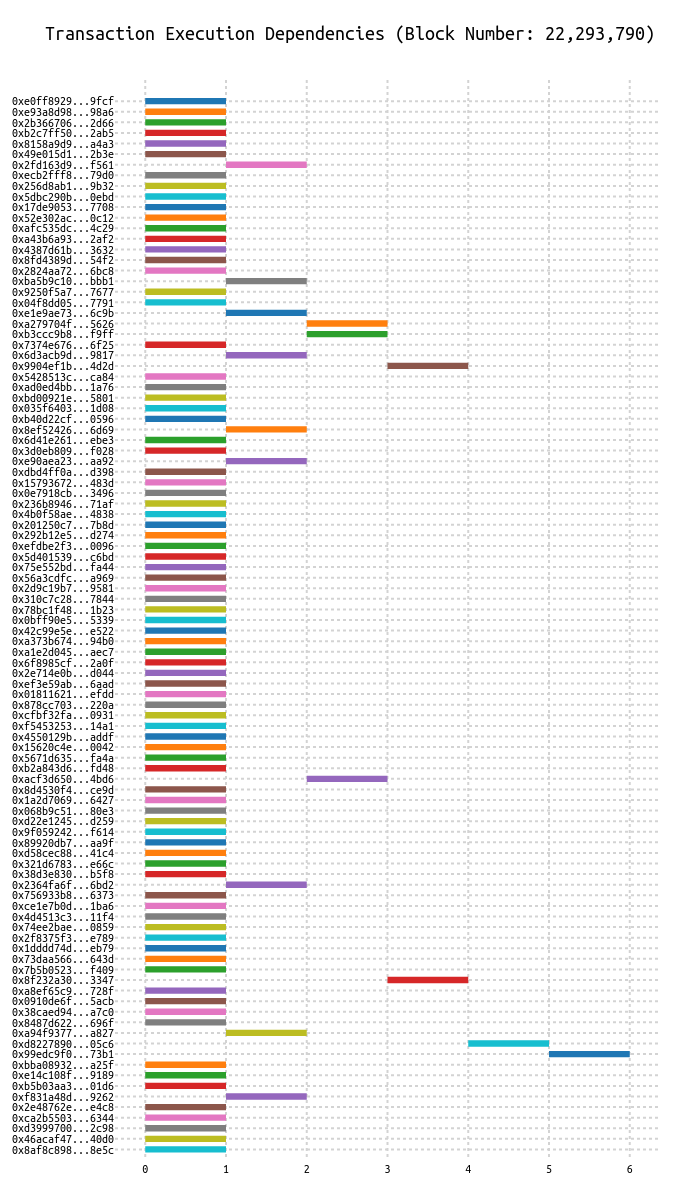 Transaction Execution Dependencies (Block Number: 22,293,790)
0xe0ff8929...9fcf
0xe93a8d98...98a6
0x2b366706...2d66
0xb2c7ff50...2ab5
0x8158a9d9...a4a3
0x49e015d1...2b3e
0x2fd163d9...f561
0xecb2fff8...79d0
0x256d8ab1...9b32
0x5dbc290b...0ebd
0x17de9053...7708
0x52e302ac...0c12
0xafc535dc...4c29
0xa43b6a93...2af2
0x4387d61b...3632
0x8fd4389d...54f2
0x2824aa72...6bc8
0xba5b9c10...bbb1
0x9250f5a7...7677
0x04f8dd05...7791
0xe1e9ae73...6c9b
0xa279704f...5626
0xb3ccc9b8...f9ff
0x7374e676...6f25
0x6d3acb9d...9817
0x9904ef1b...4d2d
0x5428513c...ca84
0xad0ed4bb...1a76
0xbd00921e...5801
0x035f6403...1d08
0xb40d22cf...0596
0x8ef52426...6d69
0x6d41e261...ebe3
0x3d0eb809...f028
0xe90aea23...aa92
0xdbd4ff0a...d398
0x15793672...483d
0x0e7918cb...3496
0x236b8946...71af
0x4b0f58ae...4838
0x201250c7...7b8d
0x292b12e5...d274
0xefdbe2f3...0096
0x5d401539...c6bd
0x75e552bd...fa44
0x56a3cdfc...a969
0x2d9c19b7...9581
0x310c7c28...7844
0x78bc1f48...1b23
0x0bff90e5...5339
0x42c99e5e...e522
0xa373b674...94b0
0xa1e2d045...aec7
0x6f8985cf...2a0f
0x2e714e0b...d044
0xef3e59ab...6aad
0x01811621...efdd
0x878cc703...220a
0xcfbf32fa...0931
0xf5453253...14a1
0x4550129b...addf
0x15620c4e...0042
0x5671d635...fa4a
0xb2a843d6...fd48
0xacf3d650...4bd6
0x8d4530f4...ce9d
0x1a2d7069...6427
0x068b9c51...80e3
0xd22e1245...d259
0x9f059242...f614
0x89920db7...aa9f
0xd58cec88...41c4
0x321d6783...e66c
0x38d3e830...b5f8
0x2364fa6f...6bd2
0x756933b8...6373
0xce1e7b0d...1ba6
0x4d4513c3...11f4
0x74ee2bae...0859
0x2f8375f3...e789
0x1dddd74d...eb79
0x73daa566...643d
0x7b5b0523...f409
0x8f232a30...3347
0xa8ef65c9...728f
0x0910de6f...5acb
0x38caed94...a7c0
0x8487d622...696f
0xa94f9377...a827
0xd8227890...05c6
0x99edc9f0...73b1
0xbba08932...a25f
0xe14c108f...9189
0xb5b03aa3...01d6
0xf831a48d...9262
0x2e48762e...e4c8
0xca2b5503...6344
0xd3999700...2c98
0x46acaf47...40d0
0x8af8c898...8e5c
0 1 2 3 4 5 6